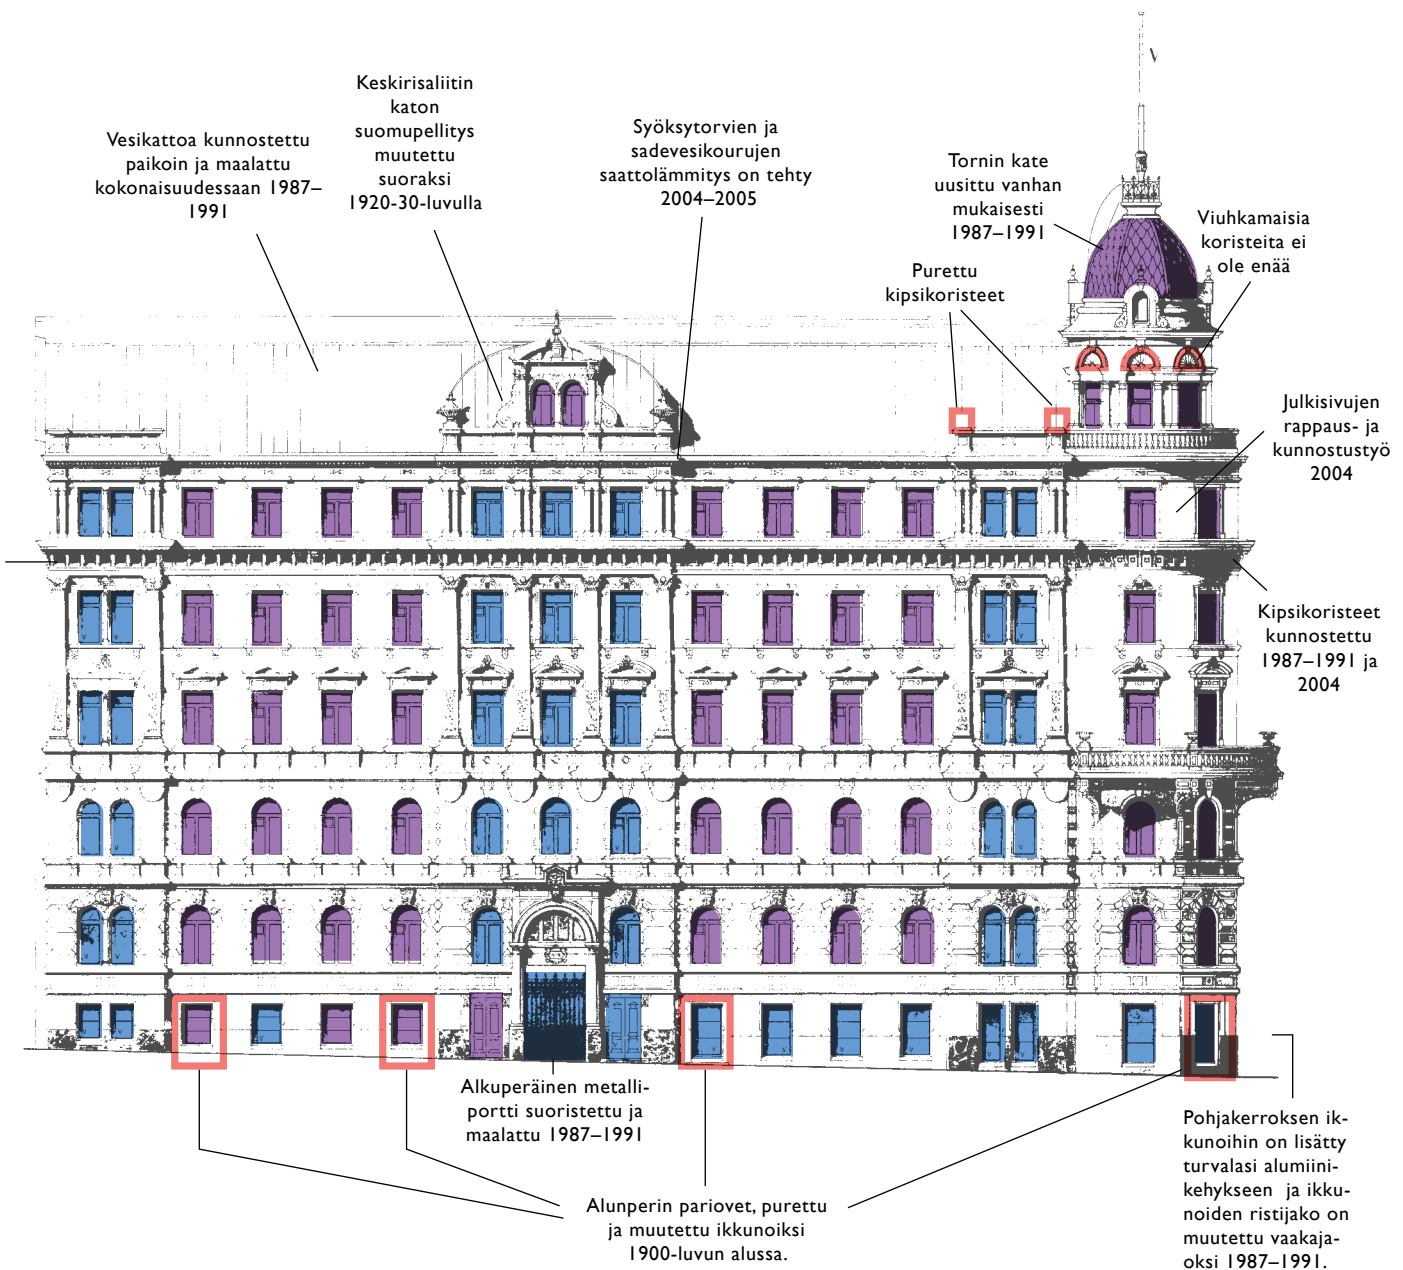 Keskirisaliitin
katon
suomupellitys
muutettu
suoraksi
1920-30-luvulla
Vesikattoa kunnostettu
paikoin ja maalattu
kokonaisuudessaan 1987–
1991
Syöksytorvien ja
sadevesikourujen
saattolämmitys on tehty
2004–2005
Tornin kate
uusittu vanhan
mukaisesti
1987–1991
Viuhkamaisia
koristeita ei
ole enää
Purettu
kipsikoristeet
Julkisivujen
rappaus- ja
kunnostustyö
2004
Kipsikoristeet
kunnostettu
1987–1991 ja
2004
Alkuperäinen metalli-
portti suoristettu ja
maalattu 1987–1991
Alunperin pariovet, purettu
ja muutettu ikkunoiksi
1900-luvun alussa.
Pohjakerroksen ik-
kunoihin on lisätty
turvalasi alumiini-
kehykseen ja ikku-
noiden ristijako on
muutettu vaakaja-
oksi 1987–1991.